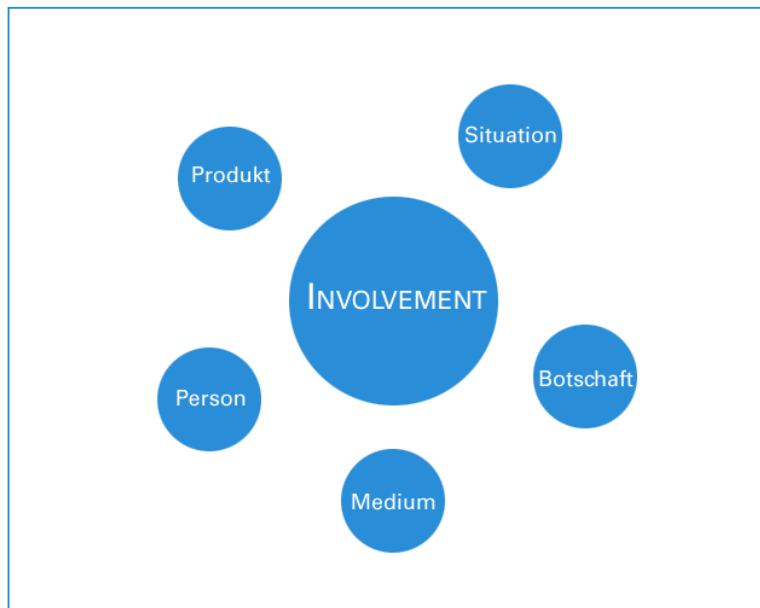 Situation
Produkt
INVOLVEMENT
Botschaft
Person
Medium